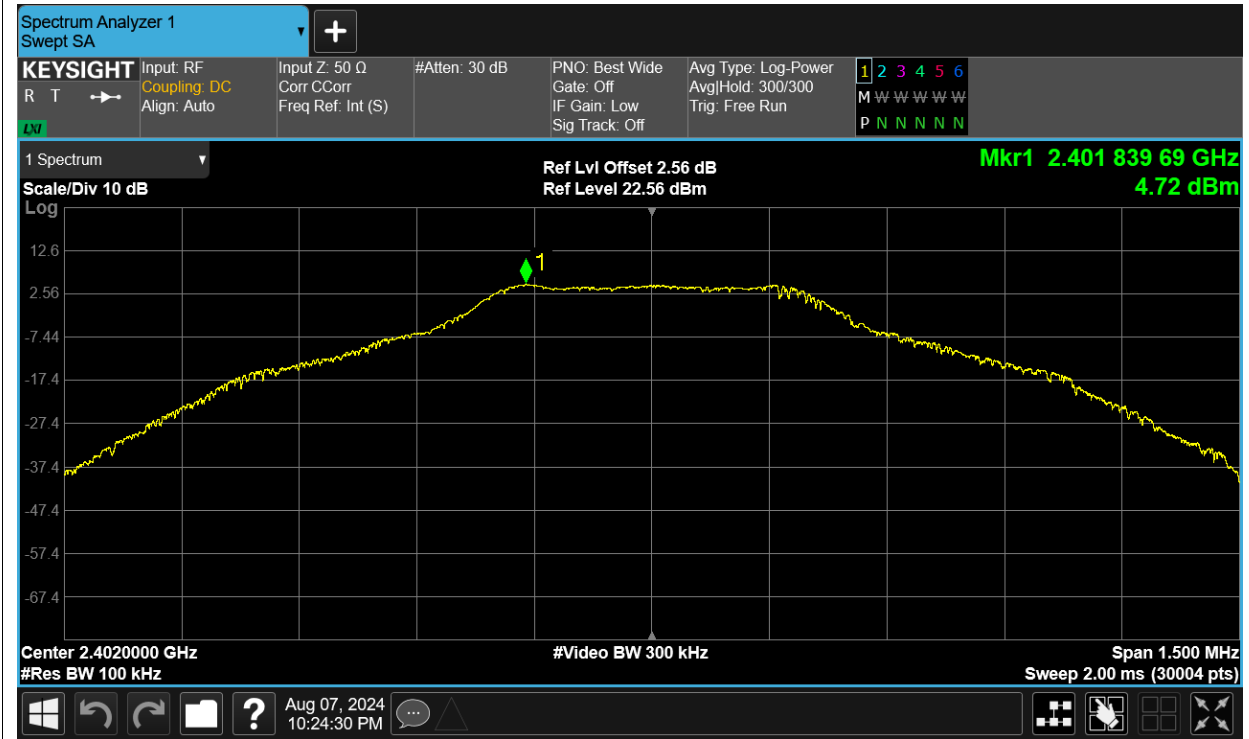 Spectrum Analyzer 1
Swept SA
KEYSIGHT
R T
LXI
Input: RF
Coupling: DC
Align: Auto
Input Z: 50 Ω
Corr CCorr
Freq Ref: Int (S)
#Atten: 30 dB
PNO: Best Wide
Gate: Off
IF Gain: Low
Sig Track: Off
Avg Type: Log-Power
Avg|Hold: 300/300
Trig: Free Run
1 2 3 4 5 6
M W W W W W
P N N N N N
1 Spectrum
Scale/Div 10 dB
Ref Lvl Offset 2.56 dB
Ref Level 22.56 dBm
Mkr1 2.401 839 69 GHz
4.72 dBm
Log
1
12.6
2.56
-7.44
-17.4
-27.4
-37.4
-47.4
-57.4
-67.4
Center 2.4020000 GHz
#Video BW 300 kHz
Span 1.500 MHz
#Res BW 100 kHz
Sweep 2.00 ms (30004 pts)
?
Aug 07, 2024
10:24:30 PM